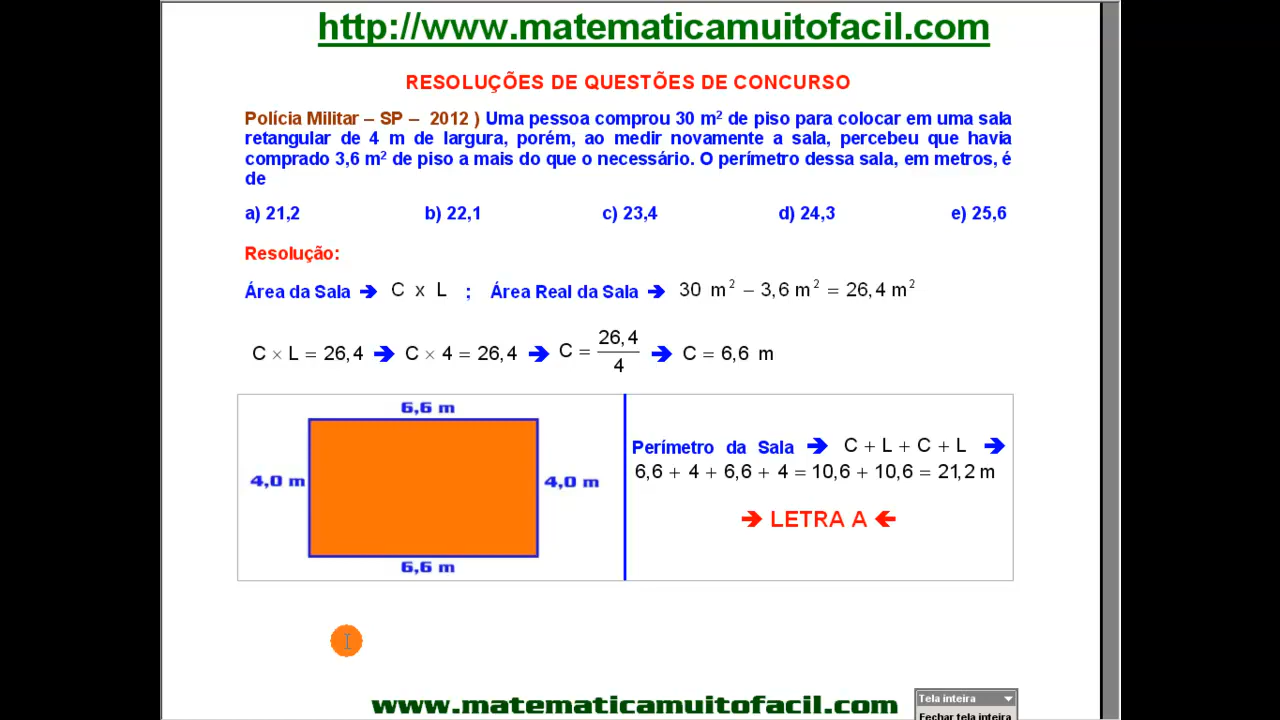 http://www.matematicamuitofacil.com
RESOLUÇÕES DE QUESTÕES DE CONCURSO
Polícia Militar – SP – 2012 ) Uma pessoa comprou 30 m² de piso para colocar em uma sala
retangular de 4 m de largura, porém, ao medir novamente a sala, percebeu que havia
comprado 3,6 m² de piso a mais do que o necessário. O perímetro dessa sala, em metros, é
de
a) 21,2 b) 22,1 c) 23,4 d) 24,3 e) 25,6
Resolução:
Área da Sala ➔ C x L ; Área Real da Sala ➔ 30 m² − 3,6 m² = 26,4 m²
C × L = 26,4 ➔ C × 4 = 26,4 ➔ C = 26,4/4 ➔ C = 6,6 m
6,6 m
4,0 m
4,0 m
6,6 m
Perímetro da Sala ➔ C + L + C + L ➔
6,6 + 4 + 6,6 + 4 = 10,6 + 10,6 = 21,2 m
➔ LETRA A 🡸
www.matematicamuitofacil.com
Tela inteira
Fechar tela inteira